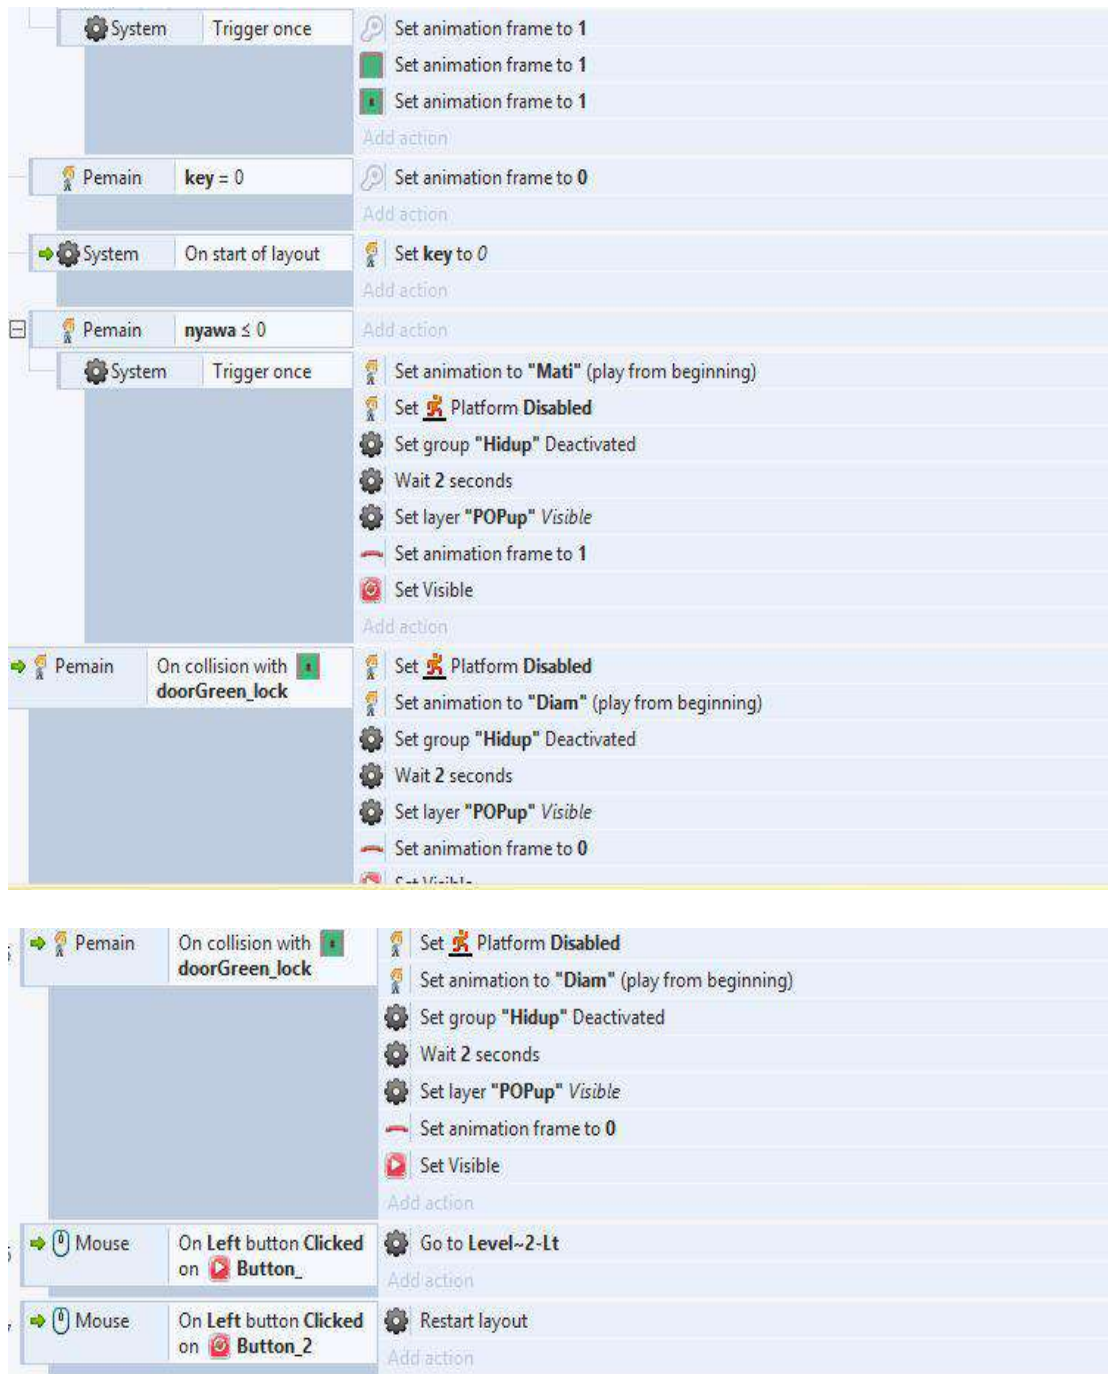 System Trigger once Set animation frame to 1
Set animation frame to 1
Set animation frame to 1
Add action
Pemain key = 0 Set animation frame to 0
Add action
System On start of layout Set key to 0
Add action
Pemain nyawa ≤ 0 Add action
System Trigger once Set animation to "Mati" (play from beginning)
Set Platform Disabled
Set group "Hidup" Deactivated
Wait 2 seconds
Set layer "POPup" Visible
Set animation frame to 1
Set Visible
Add action
Pemain On collision with Set Platform Disabled
doorGreen_lock
Set animation to "Diam" (play from beginning)
Set group "Hidup" Deactivated
Wait 2 seconds
Set layer "POPup" Visible
Set animation frame to 0
Set Visible
Pemain On collision with Set Platform Disabled
doorGreen_lock
Set animation to "Diam" (play from beginning)
Set group "Hidup" Deactivated
Wait 2 seconds
Set layer "POPup" Visible
Set animation frame to 0
Set Visible
Add action
Mouse On Left button Clicked Go to Level~2-Lt
on Button_
Add action
Mouse On Left button Clicked Restart layout
on Button_2
Add action